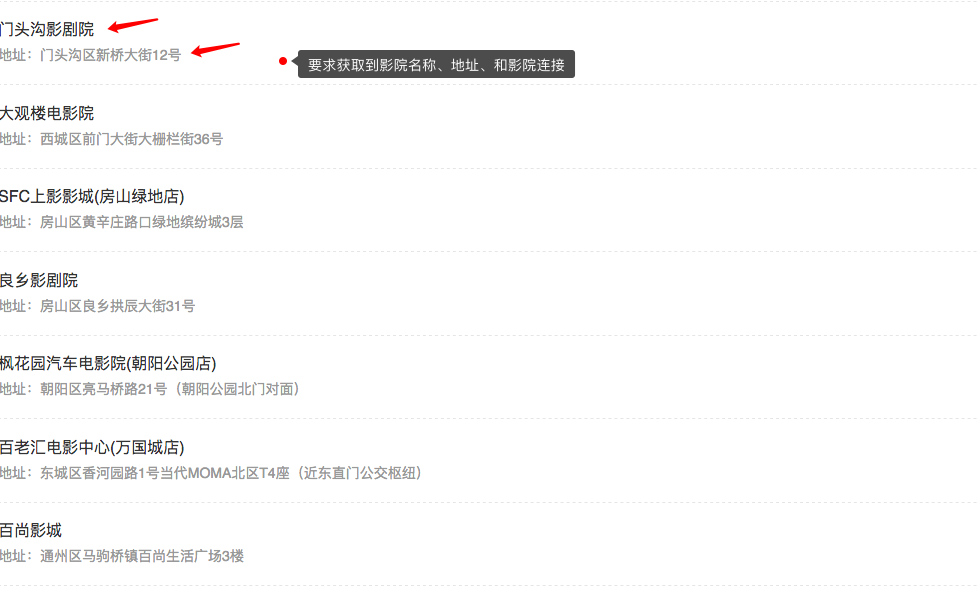 门头沟影剧院
地址：门头沟区新桥大街12号
要求获取到影院名称、地址、和影院连接
大观楼电影院
地址：西城区前门大街大栅栏街36号
SFC上影影城(房山绿地店)
地址：房山区黄辛庄路口绿地缤纷城3层
良乡影剧院
地址：房山区良乡拱辰大街31号
枫花园汽车电影院(朝阳公园店)
地址：朝阳区亮马桥路21号（朝阳公园北门对面）
百老汇电影中心(万国城店)
地址：东城区香河园路1号当代MOMA北区T4座（近东直门公交枢纽）
百尚影城
地址：通州区马驹桥镇百尚生活广场3楼